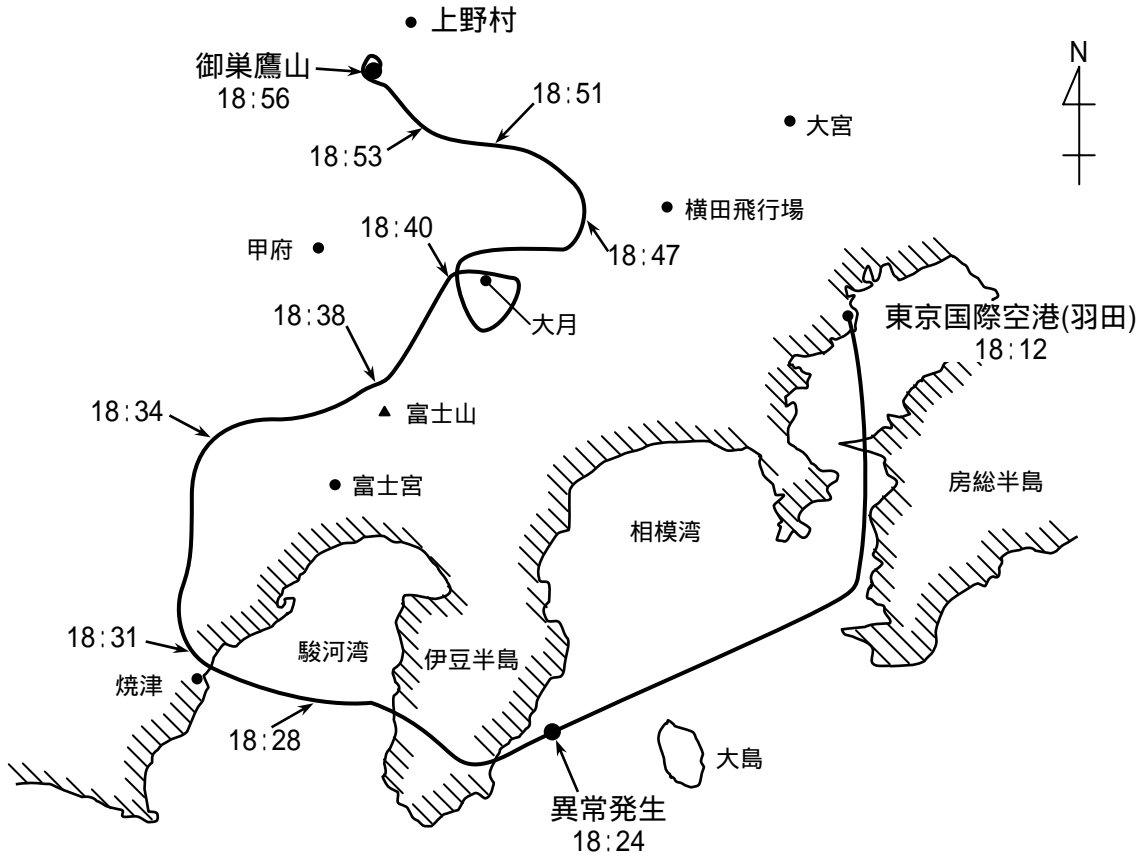 上野村
御巣鷹山
18:56
18:51
18:53
大宮
N
横田飛行場
18:40
甲府
18:47
18:38
大月
東京国際空港(羽田)
18:12
18:34
富士山
富士宮
房総半島
相模湾
18:31
駿河湾
伊豆半島
焼津
18:28
大島
異常発生
18:24